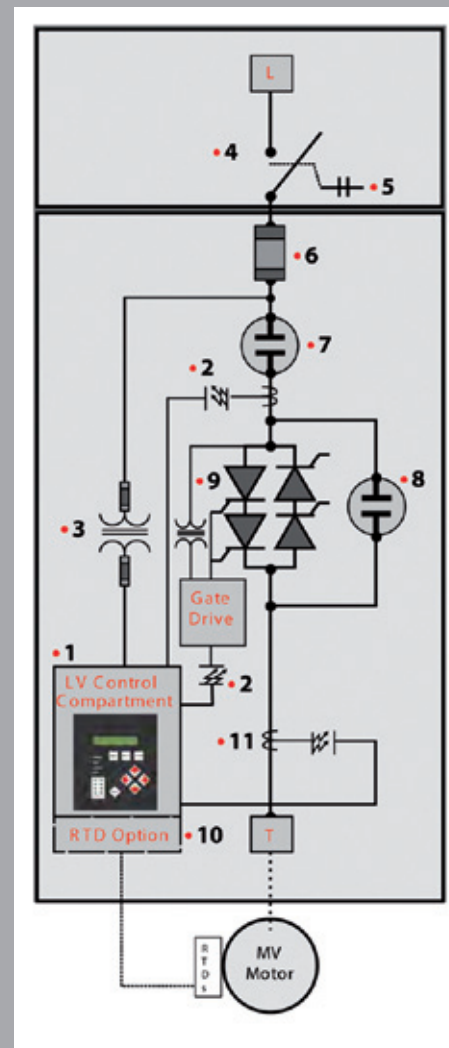 L
• 4
• 5
• 6
• 7
• 2
• 9
• 8
• 3
Gate
Drive
• 1
• 2
LV Control
Compartment
• 11
RTD Option
• 10
T
RTDs
MV
Motor